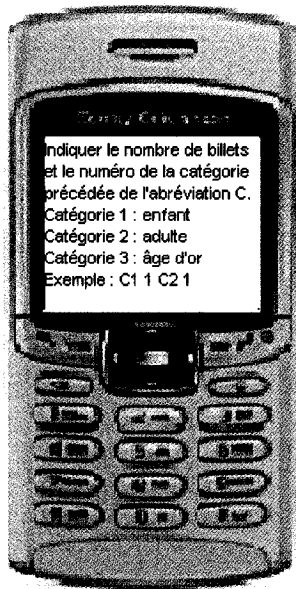 Indiquer le nombre de billets
et le numéro de la catégorie
précédée de l'abréviation C.
Catégorie 1 : enfant
Catégorie 2 : adulte
Catégorie 3 : âge d'or
Exemple : C1 1 C2 1